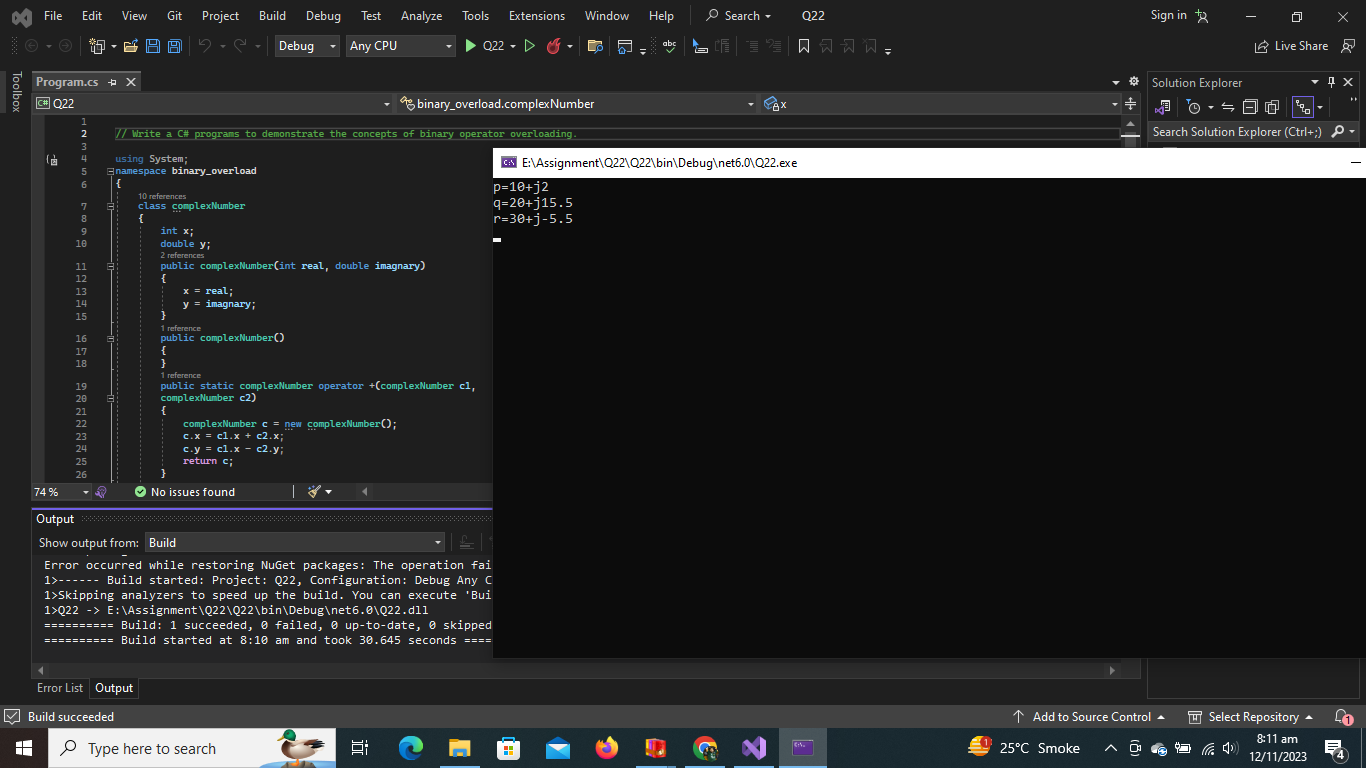 File Edit View Git Project Build Debug Test Analyze Tools Extensions Window Help Search Q22 Sign in
Debug Any CPU Q22 Live Share
Toolbox
Program.cs
Q22 binary_overload.complexNumber x
1
2 // Write a C# programs to demonstrate the concepts of binary operator overloading.
3
4 using System;
5 namespace binary_overload
6 {
10 references
7 class complexNumber
8 {
9 int x;
10 double y;
2 references
11 public complexNumber(int real, double imagnary)
12 {
13 x = real;
14 y = imagnary;
15 }
1 reference
16 public complexNumber()
17 {
18 }
1 reference
19 public static complexNumber operator +(complexNumber c1,
20 complexNumber c2)
21 {
22 complexNumber c = new complexNumber();
23 c.x = c1.x + c2.x;
24 c.y = c1.x - c2.y;
25 return c;
26 }
74 % No issues found
Output
Show output from: Build
Error occurred while restoring NuGet packages: The operation fai
1>------ Build started: Project: Q22, Configuration: Debug Any C
1>Skipping analyzers to speed up the build. You can execute 'Bui
1>Q22 -> E:\Assignment\Q22\Q22\bin\Debug\net6.0\Q22.dll
========== Build: 1 succeeded, 0 failed, 0 up-to-date, 0 skipped
========== Build started at 8:10 am and took 30.645 seconds ====
Error List Output
E:\Assignment\Q22\Q22\bin\Debug\net6.0\Q22.exe
p=10+j2
q=20+j15.5
r=30+j-5.5
Solution Explorer
Search Solution Explorer (Ctrl+;)
Build succeeded Add to Source Control Select Repository 1
Type here to search 25°C Smoke 8:11 am
12/11/2023
4